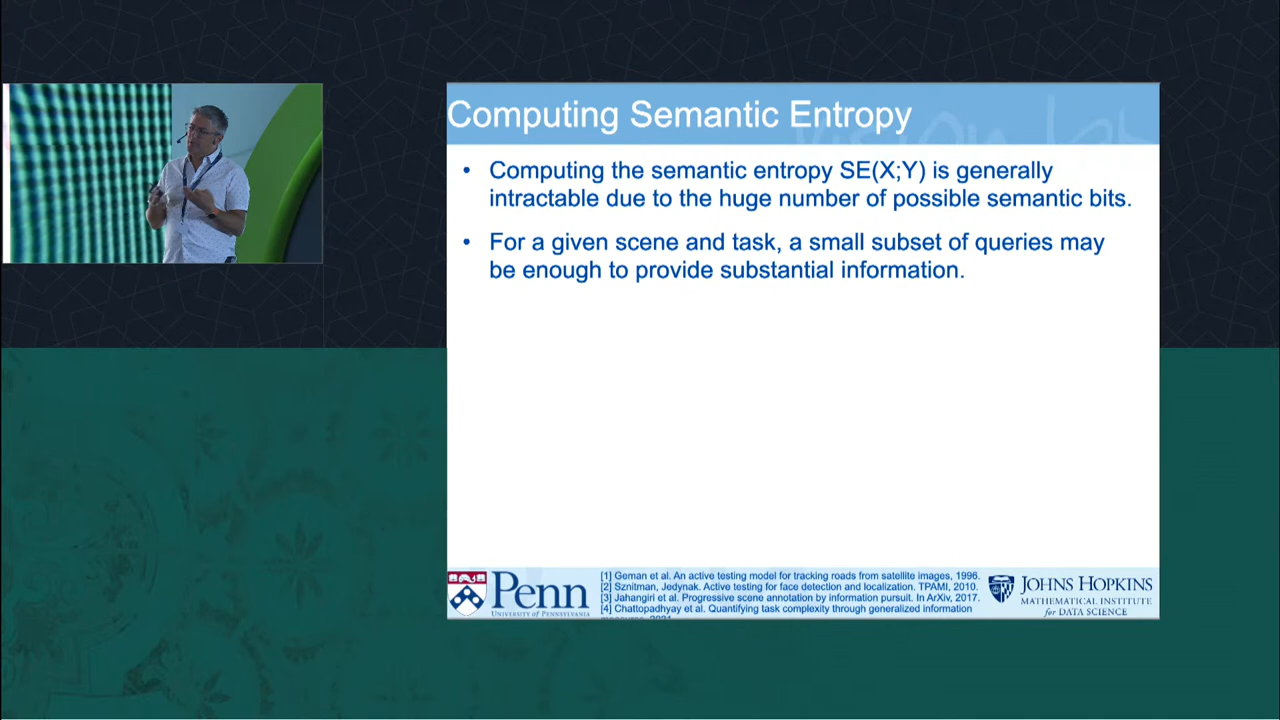 Computing Semantic Entropy
• Computing the semantic entropy SE(X;Y) is generally
intractable due to the huge number of possible semantic bits.
• For a given scene and task, a small subset of queries may
be enough to provide substantial information.
Penn
UNIVERSITY OF PENNSYLVANIA
[1] Geman et al. An active testing model for tracking roads from satellite images, 1996.
[2] Sznitman, Jedynak. Active testing for face detection and localization. TPAMI, 2010.
[3] Jahangiri et al. Progressive scene annotation by information pursuit. In ArXiv, 2017.
[4] Chattopadhyay et al. Quantifying task complexity through generalized information
JOHNS HOPKINS
MATHEMATICAL INSTITUTE
for DATA SCIENCE